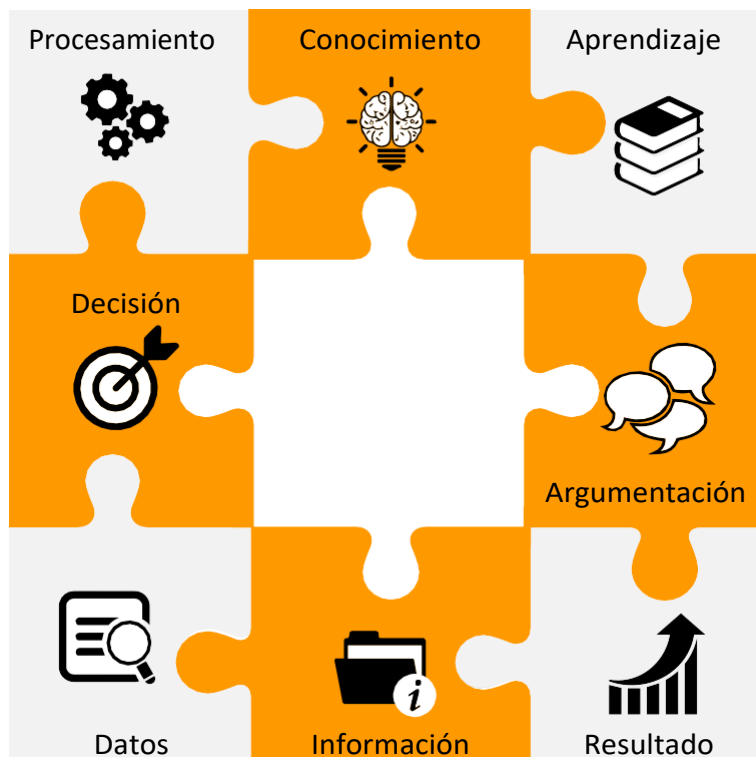 Procesamiento
Conocimiento
Aprendizaje
Decisión
Argumentación
Datos
Información
Resultado